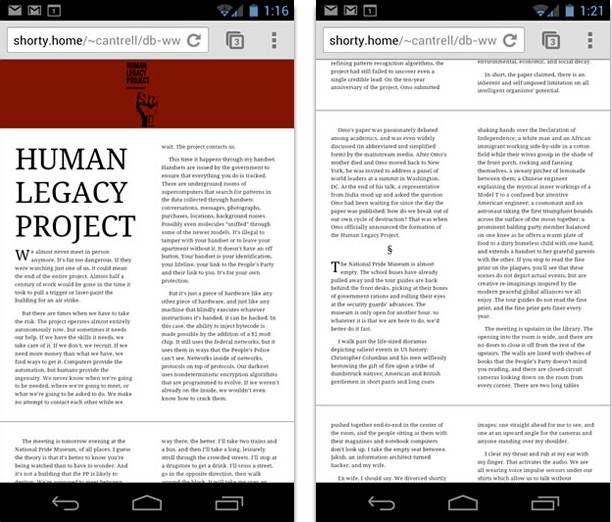 1
1:16
shorty.home/~cantrell/db-ww
3
HUMAN
LEGACY
PROJECT
HUMAN
LEGACY
PROJECT
We almost never meet in person
anymore. It's far too dangerous. If they
were watching just one of us, it could mean
the end of the entire project. Almost half a
century of work would be gone in the time it
took to pull a trigger or laser-paint the
building for an air strike.
But there are times when we have to take
the risk. The project operates almost entirely
autonomously now, but sometimes it needs
our help. If we have the skills it needs, we
take care of it. If we don't, we recruit. If we
need more money than what we have, we
find ways to get it. Computers provide the
automation, but humans provide the
ingenuity. We never know when we're going
to be needed, where we're going to meet, or
what we're going to be asked to do. We make
no attempt to contact each other while we
wait. The project contacts us.
This time it happens through my handset.
Handsets are issued by the government to
ensure that everything you do is tracked.
There are underground rooms of
supercomputers that search for patterns in
the data collected through handsets:
conversations, messages, photographs,
purchases, locations, background noises.
Possibly even molecules "sniffed" through
some of the newer models. It's illegal to
tamper with your handset or to leave your
apartment without it. It doesn't have an off
button. Your handset is your identification,
your lifeline, your link to the People's Party
and their link to you. It's for your own
protection.
But it's just a piece of hardware like any
other piece of hardware, and just like any
machine that blindly executes whatever
instructions it's handed, it can be hacked. In
this case, the ability to inject bytecode is
made possible by the addition of a $2 mod
chip. It still uses the federal networks, but it
uses them in ways that the People's Police
can't see. Networks inside of networks,
protocols on top of protocols. Our darknet
uses nondeterministic encryption algorithms
that are programmed to evolve. If we weren't
already on the inside, we wouldn't even
know how to crash them.
The meeting is tomorrow evening at the
National Pride Museum, of all places. I guess
the theory is that it's better to know you're
being watched than to wonder. And it's
not a building that the PP is likely to
way there, the better. I'll take two trains and
a bus, and then I'll take a long, leisurely
stroll through the crowded streets. I'll stop at
a drugstore to get a drink. I'll cross a street,
go in the opposite direction, then walk
1
1:21
shorty.home/~cantrell/db-ww
3
refining pattern recognition algorithms, the
project had still failed to uncover even a
single credible lead. On the ten-year
anniversary of the project, Omo submitted
environmental, economic, and social decay.
In short, the paper claimed, there is an
inherent and self-imposed limitation on all
intelligent organisms' potential.
Omo's paper was passionately debated
among academics, and was even widely
discussed (in abbreviated and simplified
form) by the mainstream media. After Omo's
mother died and Omo moved back to New
York, he was invited to address a panel of
world leaders at a summit in Washington,
DC. At the end of his talk, a representative
from India stood up and asked the question
Omo had been waiting for since the day the
paper was published: how do we break out of
our own cycle of destruction? That was when
Omo officially announced the formation of
the Human Legacy Project.
§
The National Pride Museum is almost
empty. The school buses have already
pulled away and the tour guides are back
behind the front desks, picking at their boxes
of government rations and rolling their eyes
at the security guards' advances. The
museum is only open for another hour, so
whatever it is that we are here to do, we'd
better do it fast.
I walk past the life-sized dioramas
depicting salient events in US history:
Christopher Columbus and his men selflessly
bestowing the gift of fire upon a tribe of
dumbstruck natives; American and British
gentlemen in short pants and long coats
shaking hands over the Declaration of
Independence; a white man and an African
immigrant working side-by-side in a cotton
field while their wives gossip in the shade of
the front porch, rocking and fanning
themselves, a sweaty pitcher of lemonade
between them; a Chinese engineer
explaining the mystical inner workings of a
Model T to a confused but attentive
American engineer; a cosmonaut and an
astronaut taking the first triumphant bounds
across the surface of the moon together; a
prominent building party member balanced
on one knee as he offers a warm plate of
food to a dirty homeless child with one hand,
and extends a handset to her grateful parents
with the other. If you stop to read the fine
print on the plaques, you'll see that these
scenes do not depict actual events, but are
creative re-imaginings inspired by the
modern peaceful global alliances we all
enjoy. The tour guides do not read the fine
print, and the fine print gets finer every
year.
The meeting is upstairs in the library. The
opening into the room is wide, and there are
no doors to close it off from the rest of the
upstairs. The walls are lined with shelves of
books that the People's Party doesn't mind
you reading, and there are closed-circuit
cameras looking down on the room from
every corner. There are two long tables
pushed together end-to-end in the center of
the room, and the people sitting at them with
their magazines and notebook computers
don't look up. I take the empty seat between
Jakub, an information architect turned
hacker, and my wife.
Ex wife, I should say. We divorced shortly
images: one straight ahead for me to see, and
one at an upward angle for the cameras and
anyone standing over my shoulder.
I clear my throat and rap at my ear with
my finger. That activates the audio. We are
all wearing voice impulse sensors under our
shirts which allow us to talk without